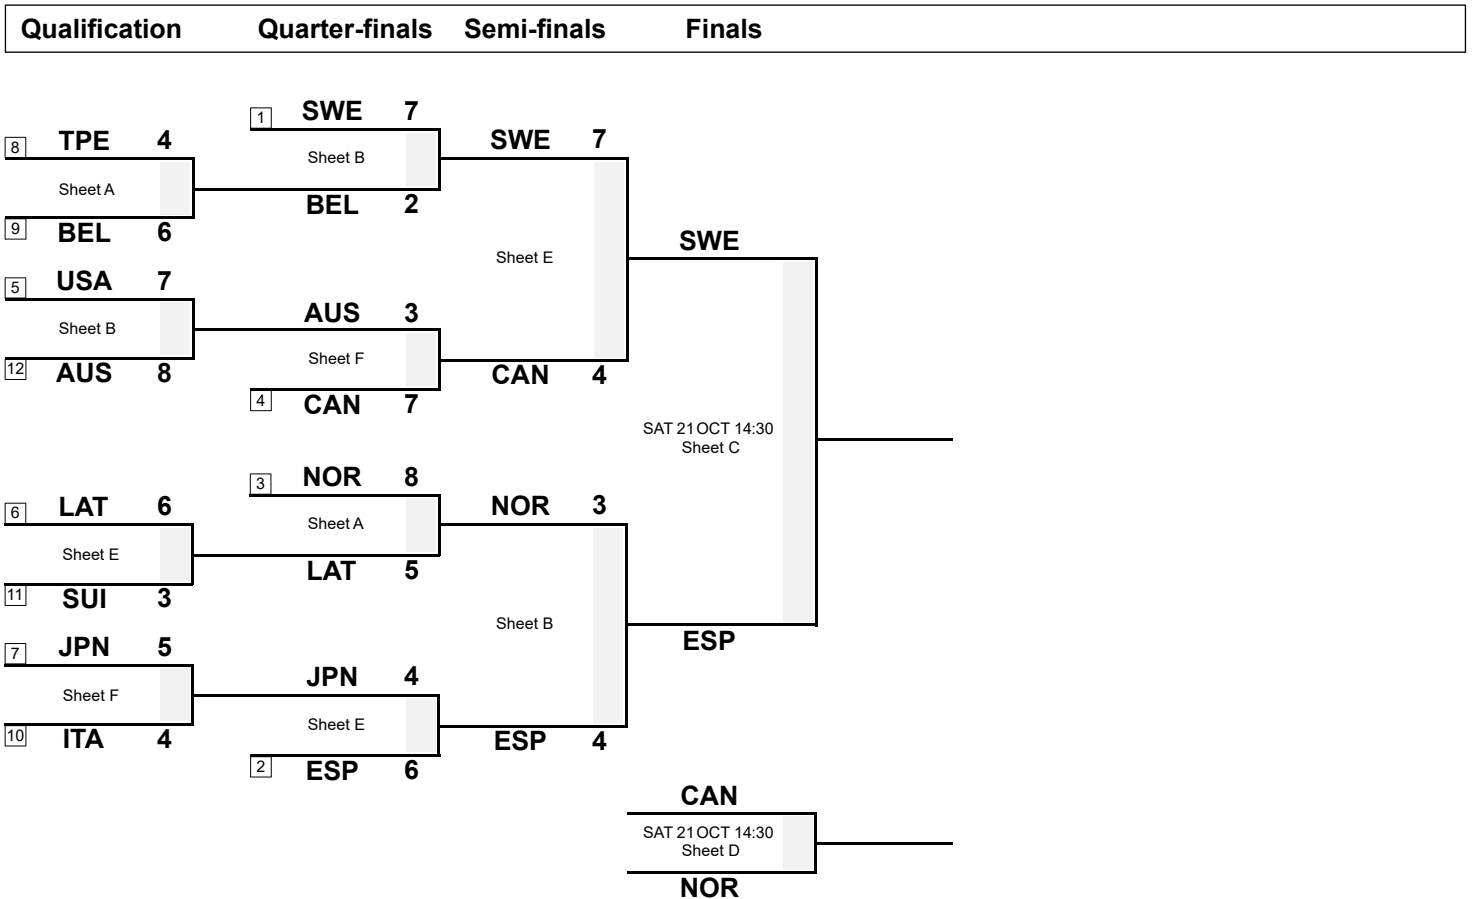 Qualification Quarter-finals Semi-finals Finals
1 SWE 7
8 TPE 4
Sheet B
SWE 7
Sheet A
BEL 2
9 BEL 6
SWE
Sheet E
5 USA 7
AUS 3
Sheet B
Sheet F
12 AUS 8
CAN 4
4 CAN 7
SAT 21 OCT 14:30
Sheet C
3 NOR 8
6 LAT 6
NOR 3
Sheet A
Sheet E
LAT 5
11 SUI 3
Sheet B
ESP
7 JPN 5
JPN 4
Sheet F
Sheet E
10 ITA 4
ESP 4
2 ESP 6
CAN
SAT 21 OCT 14:30
Sheet D
NOR